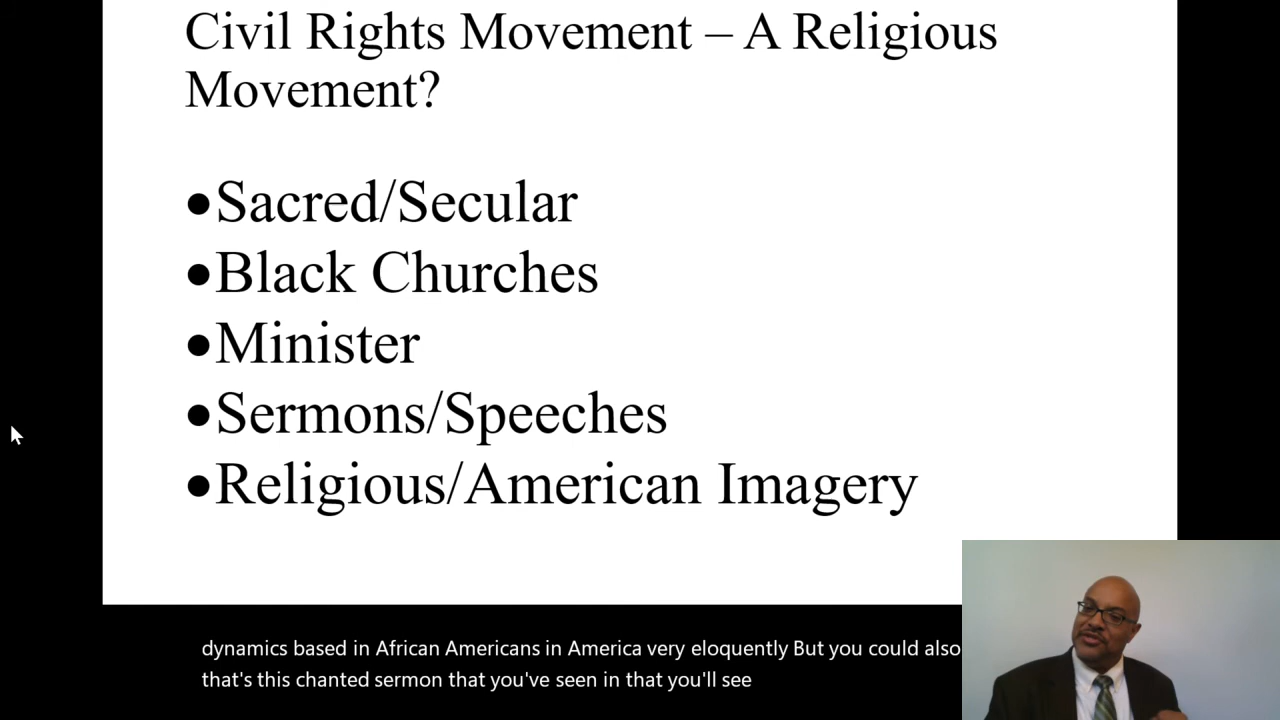 Civil Rights Movement – A Religious
Movement?
•Sacred/Secular
•Black Churches
•Minister
•Sermons/Speeches
•Religious/American Imagery
dynamics based in African Americans in America very eloquently But you could also
that's this chanted sermon that you've seen in that you'll see